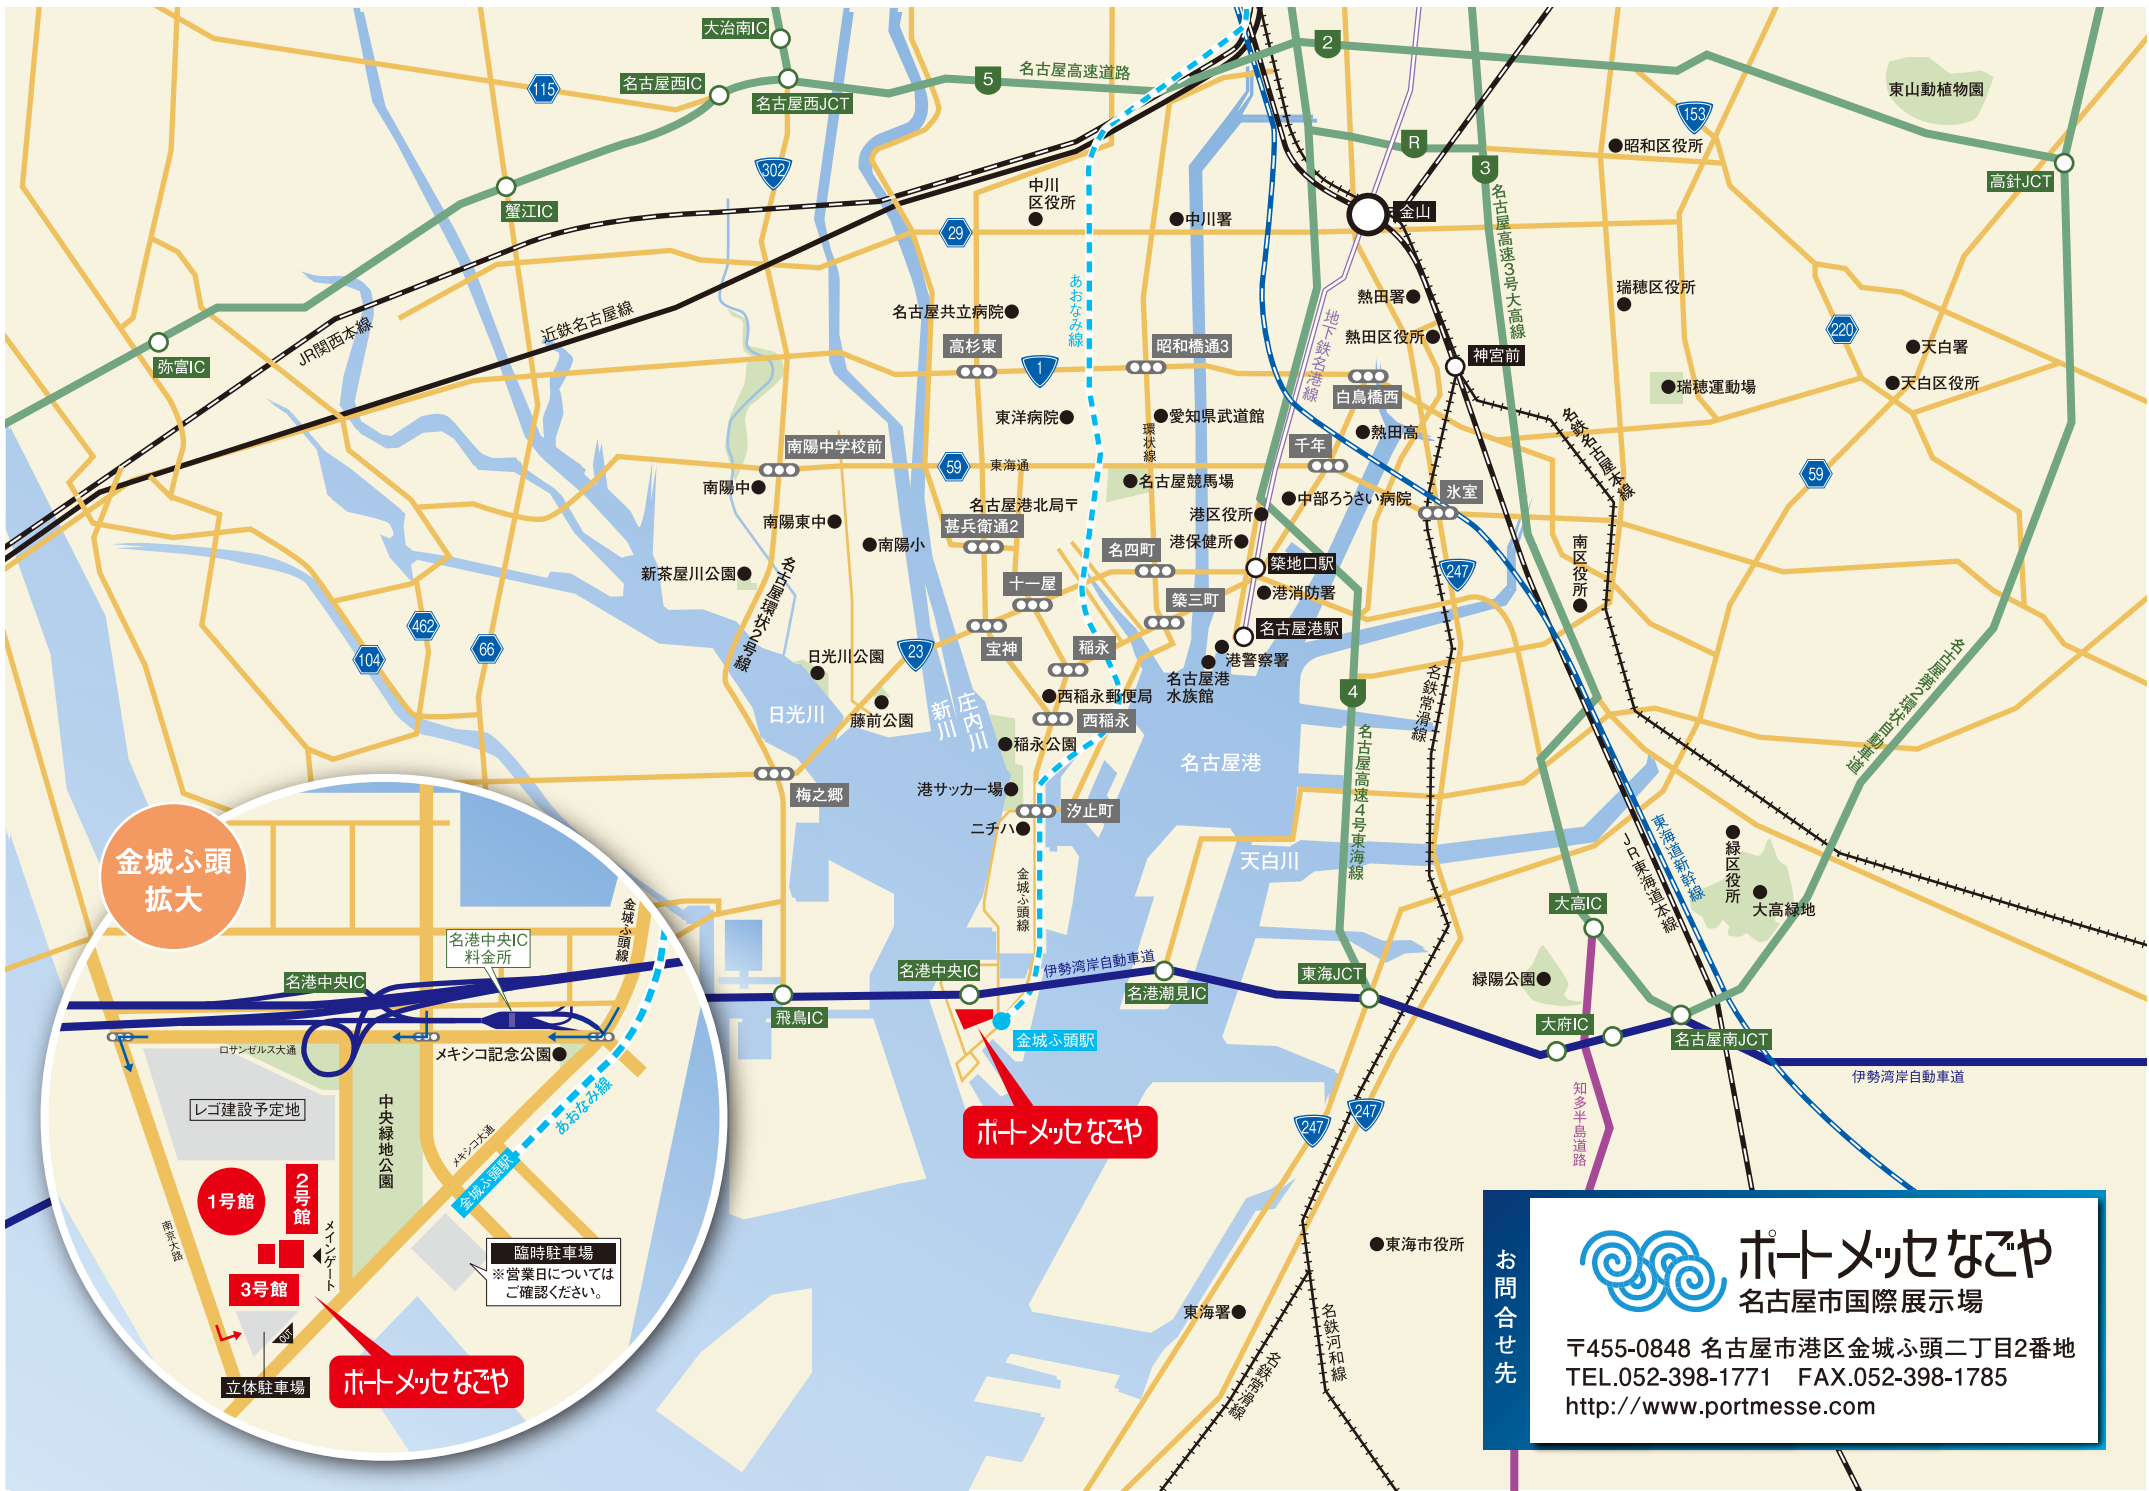 大治南IC
名古屋西IC
名古屋西JCT
115
5
名古屋高速道路
2
東山動植物園
153
昭和区役所
R
3
高針JCT
302
中川
区役所
中川署
蟹江IC
29
金山
名古屋高速3号大高線
あおなみ線
瑞穂区役所
熱田署
名古屋共立病院
地下鉄名港線
熱田区役所
220
天白署
JR関西本線
近鉄名古屋線
弥富IC
高杉東
昭和橋通3
神宮前
1
白鳥橋西
瑞穂運動場
天白区役所
東洋病院
愛知県武道館
環状線
熱田高
名鉄名古屋本線
南陽中学校前
千年
59
東海通
59
南陽中
名古屋競馬場
氷室
中部ろうさい病院
名古屋港北局〒
港区役所
南陽東中
甚兵衛通2
南陽小
港保健所
名四町
南区役所
新茶屋川公園
名古屋環状2号線
築地口駅
247
十一屋
港消防署
築三町
462
名古屋港駅
66
104
宝神
23
稲永
港警察署
日光川公園
名古屋港
水族館
名鉄常滑線
名古屋第2環状自動車道
西稲永郵便局
4
日光川
藤前公園
新川
庄内川
西稲永
稲永公園
名古屋港
名古屋高速4号東海線
港サッカー場
梅之郷
汐止町
ニチハ
東海道新幹線
JR東海道本線
緑区役所
天白川
金城ふ頭線
大高緑地
大高IC
金城ふ頭
拡大
金城ふ頭線
名港中央IC
料金所
名港中央IC
名港中央IC
伊勢湾岸自動車道
名港潮見IC
東海JCT
緑陽公園
飛鳥IC
大府IC
名古屋南JCT
金城ふ頭駅
伊勢湾岸自動車道
ロサンゼルス大通
メキシコ記念公園
レゴ建設予定地
中央緑地公園
あおなみ線
メキシコ大通
ポートメッセなごや
247
247
知多半島道路
金城ふ頭駅
1号館
2号館
メインゲート
南京大路
臨時駐車場
※営業日については
ご確認ください。
3号館
OUT
立体駐車場
ポートメッセなごや
東海市役所
東海署
名鉄河和線
名鉄常滑線
お問合せ先
ポートメッセなごや
名古屋市国際展示場
〒455-0848 名古屋市港区金城ふ頭二丁目2番地
TEL.052-398-1771 FAX.052-398-1785
http://www.portmesse.com